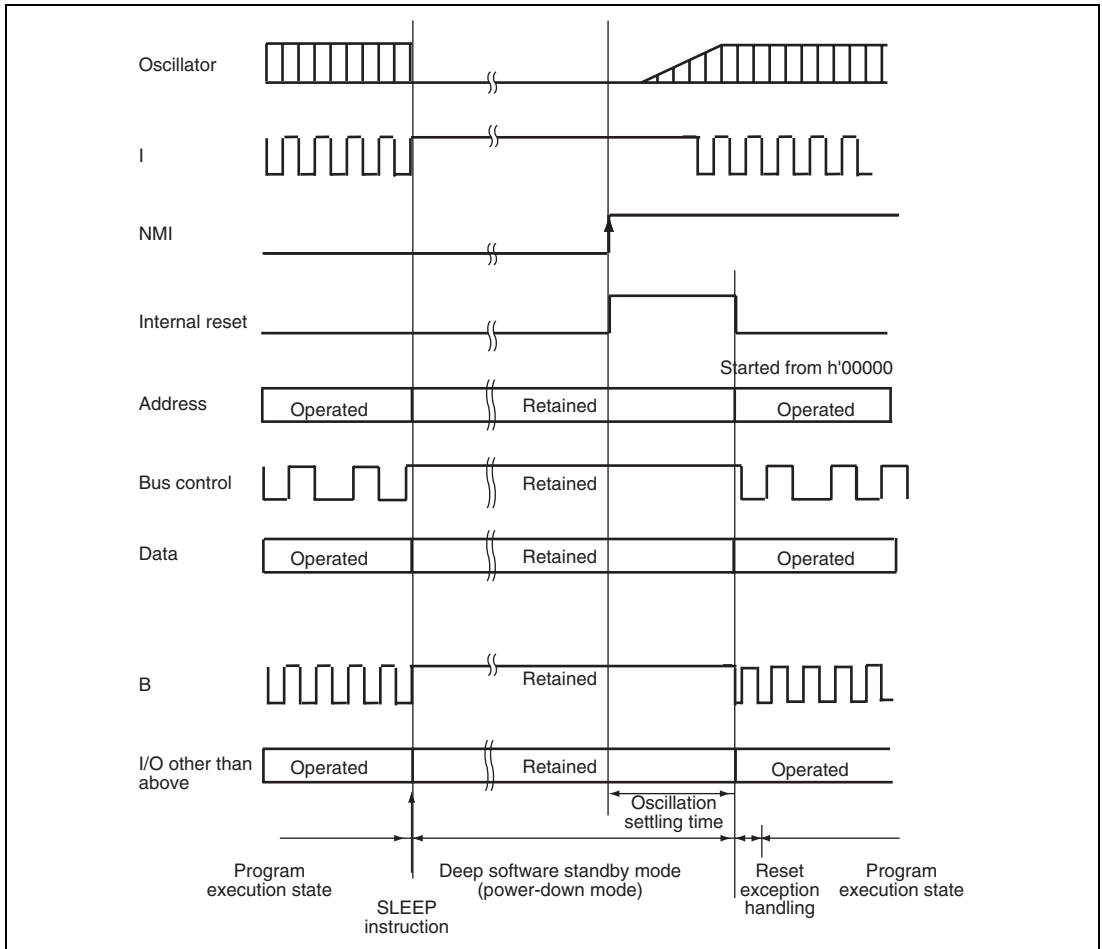 Oscillator
I
NMI
Internal reset
Started from h'00000
Address
Operated
Retained
Operated
Bus control
Retained
Data
Operated
Retained
Operated
B
Retained
I/O other than
above
Operated
Retained
Operated
Oscillation
settling time
Program
execution state
Deep software standby mode
(power-down mode)
Reset
exception
handling
Program
execution state
SLEEP
instruction